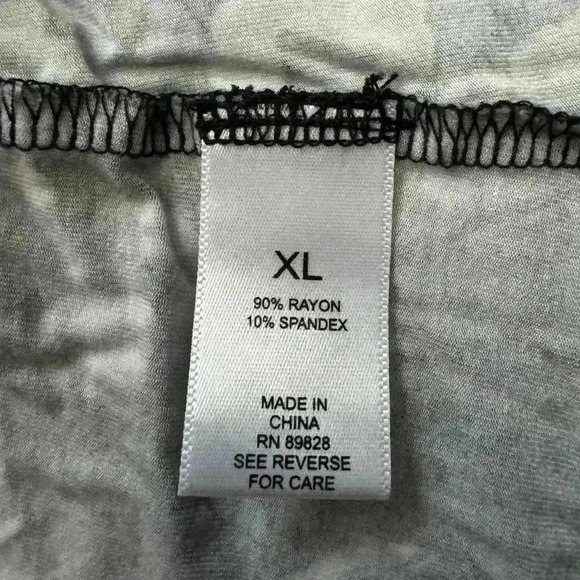 XL
90% RAYON
10% SPANDEX
MADE IN
CHINA
RN 89828
SEE REVERSE
FOR CARE